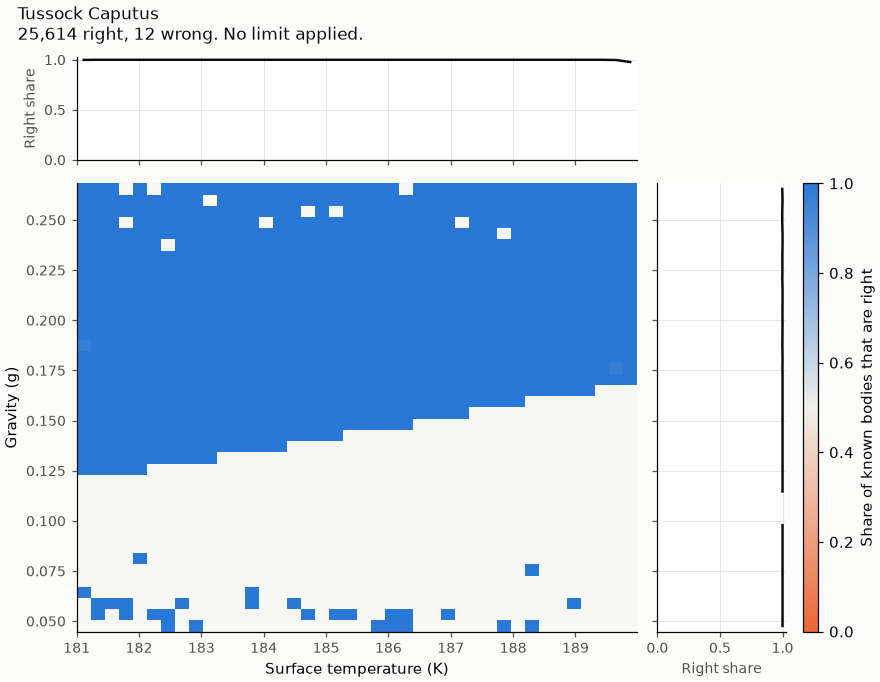 Tussock Caputus
25,614 right, 12 wrong. No limit applied.
Right share
1.0
0.5
0.0
Gravity (g)
0.250
0.225
0.200
0.175
0.150
0.125
0.100
0.075
0.050
181 182 183 184 185 186 187 188 189
Surface temperature (K)
0.0 0.5 1.0
Right share
1.0
0.8
0.6
0.4
0.2
0.0
Share of known bodies that are right